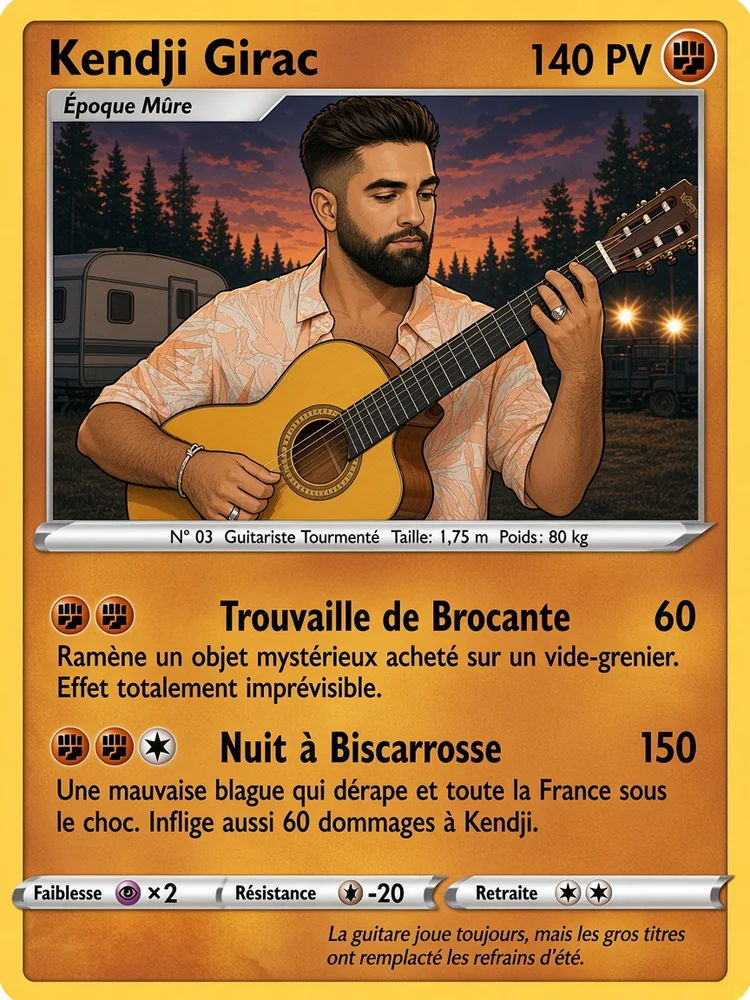 Kendji Girac 140 PV
Époque Mûre
N° 03 Guitariste Tourmenté Taille: 1,75 m Poids: 80 kg
Trouvaille de Brocante 60
Ramène un objet mystérieux acheté sur un vide-grenier.
Effet totalement imprévisible.
Nuit à Biscarrosse 150
Une mauvaise blague qui dérape et toute la France sous
le choc. Inflige aussi 60 dommages à Kendji.
Faiblesse ×2 Résistance -20 Retraite
La guitare joue toujours, mais les gros titres
ont remplacté les refrains d'été.